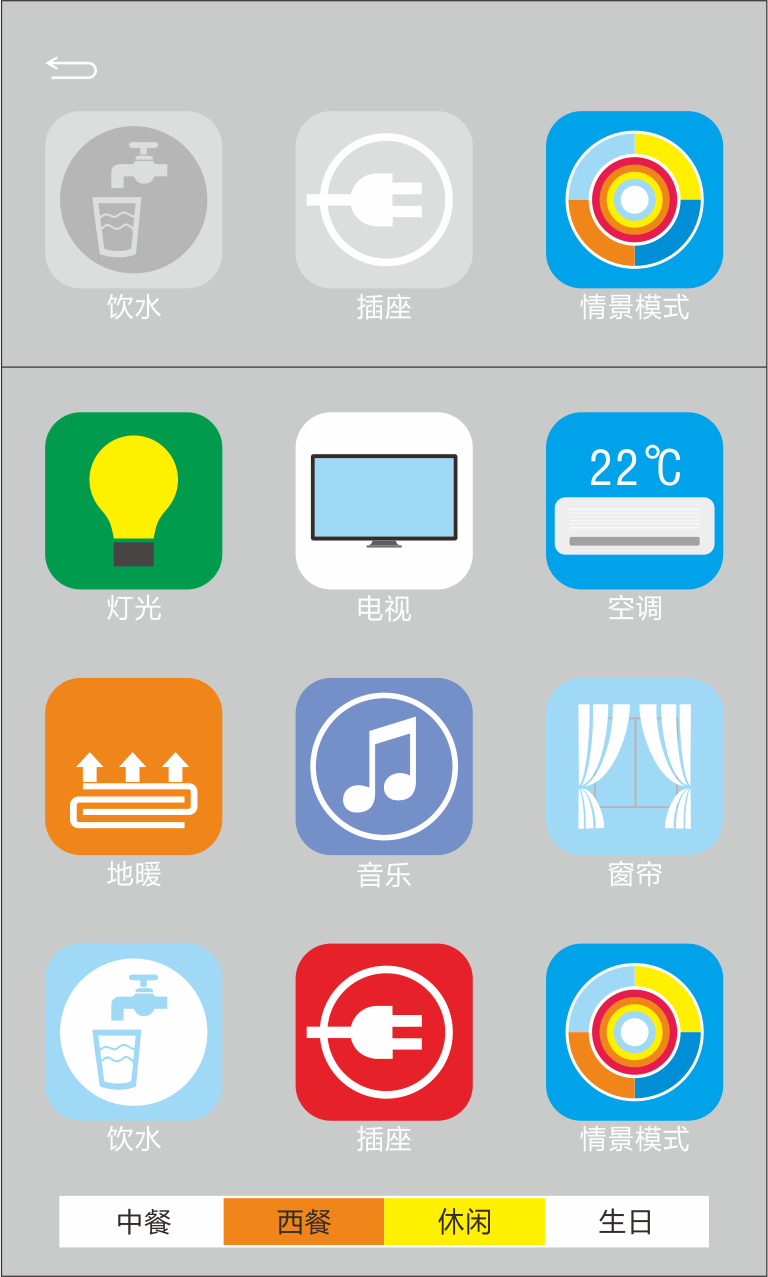 饮水 插座 情景模式
22℃
灯光 电视 空调
地暖 音乐 窗帘
饮水 插座 情景模式
中餐 西餐 休闲 生日